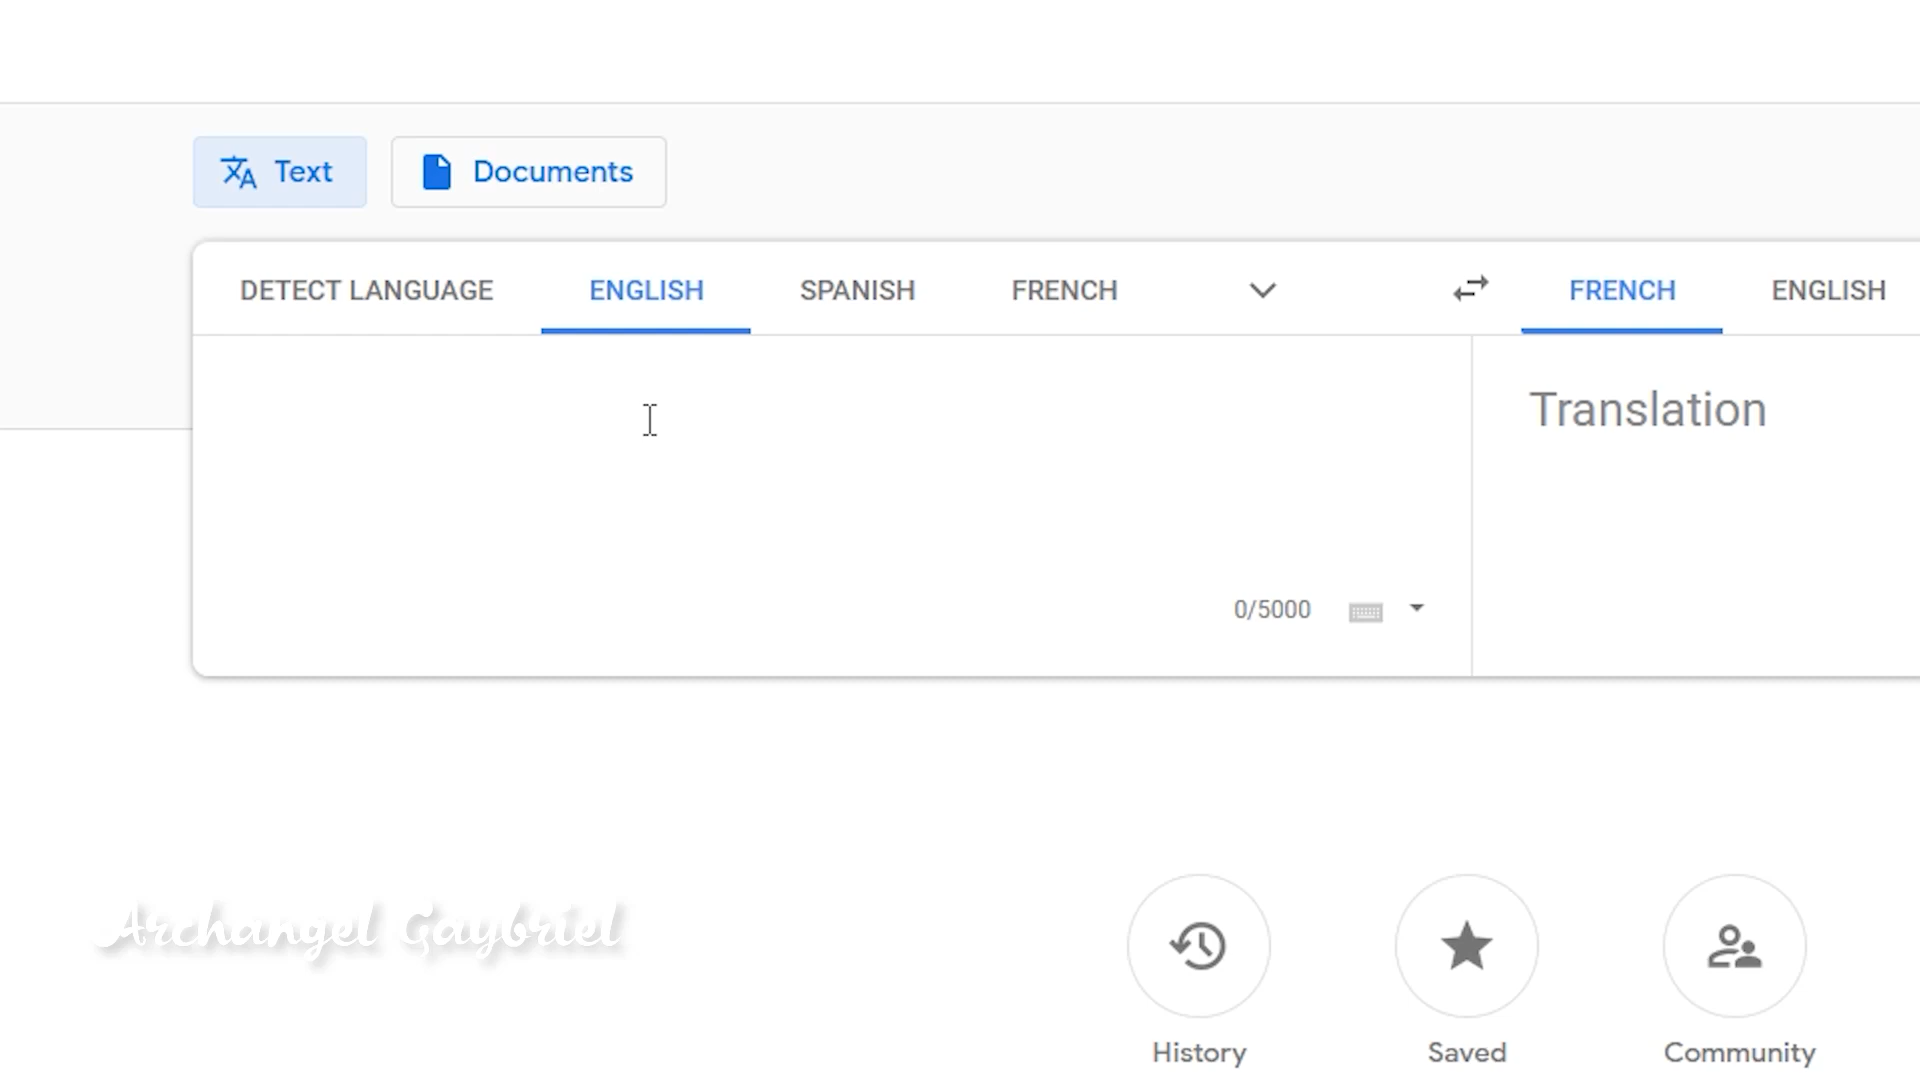 Text Documents
DETECT LANGUAGE ENGLISH SPANISH FRENCH FRENCH ENGLISH
Translation
0/5000
Archangel Gaybriel
History Saved Community